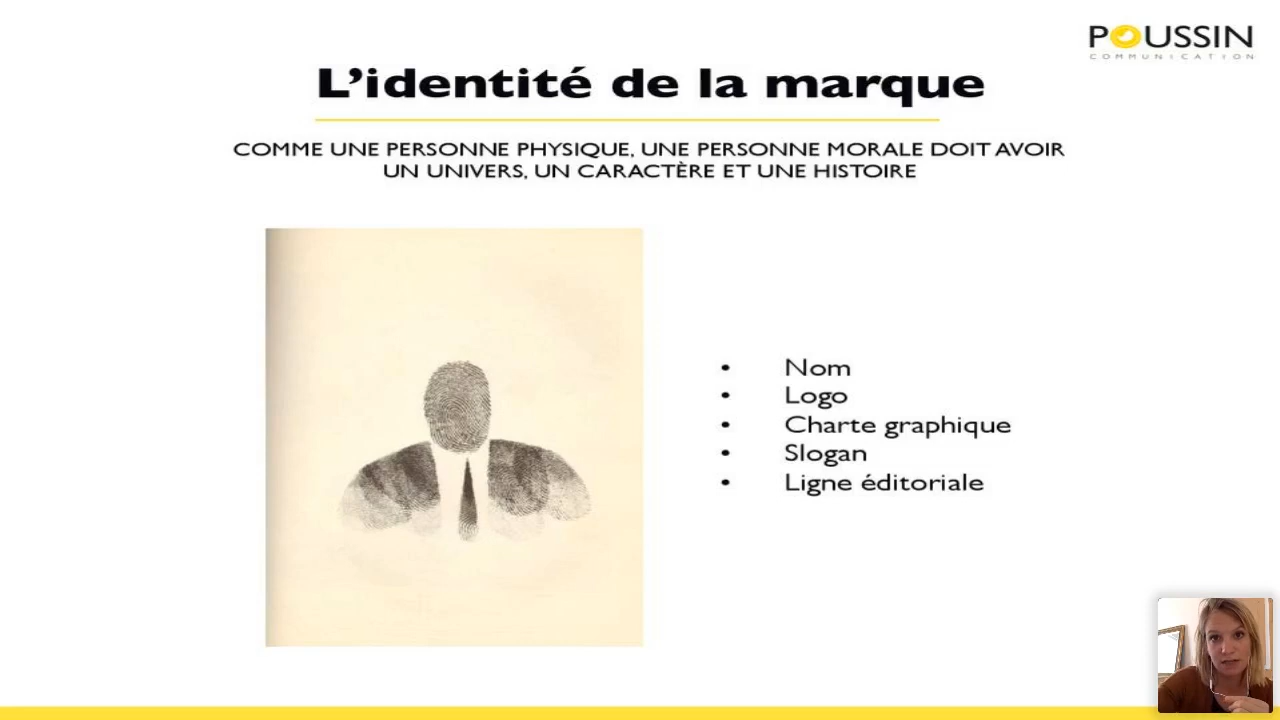 POUSSIN
COMMUNICATION
L’identité de la marque
COMME UNE PERSONNE PHYSIQUE, UNE PERSONNE MORALE DOIT AVOIR
UN UNIVERS, UN CARACTÈRE ET UNE HISTOIRE
• Nom
• Logo
• Charte graphique
• Slogan
• Ligne éditoriale